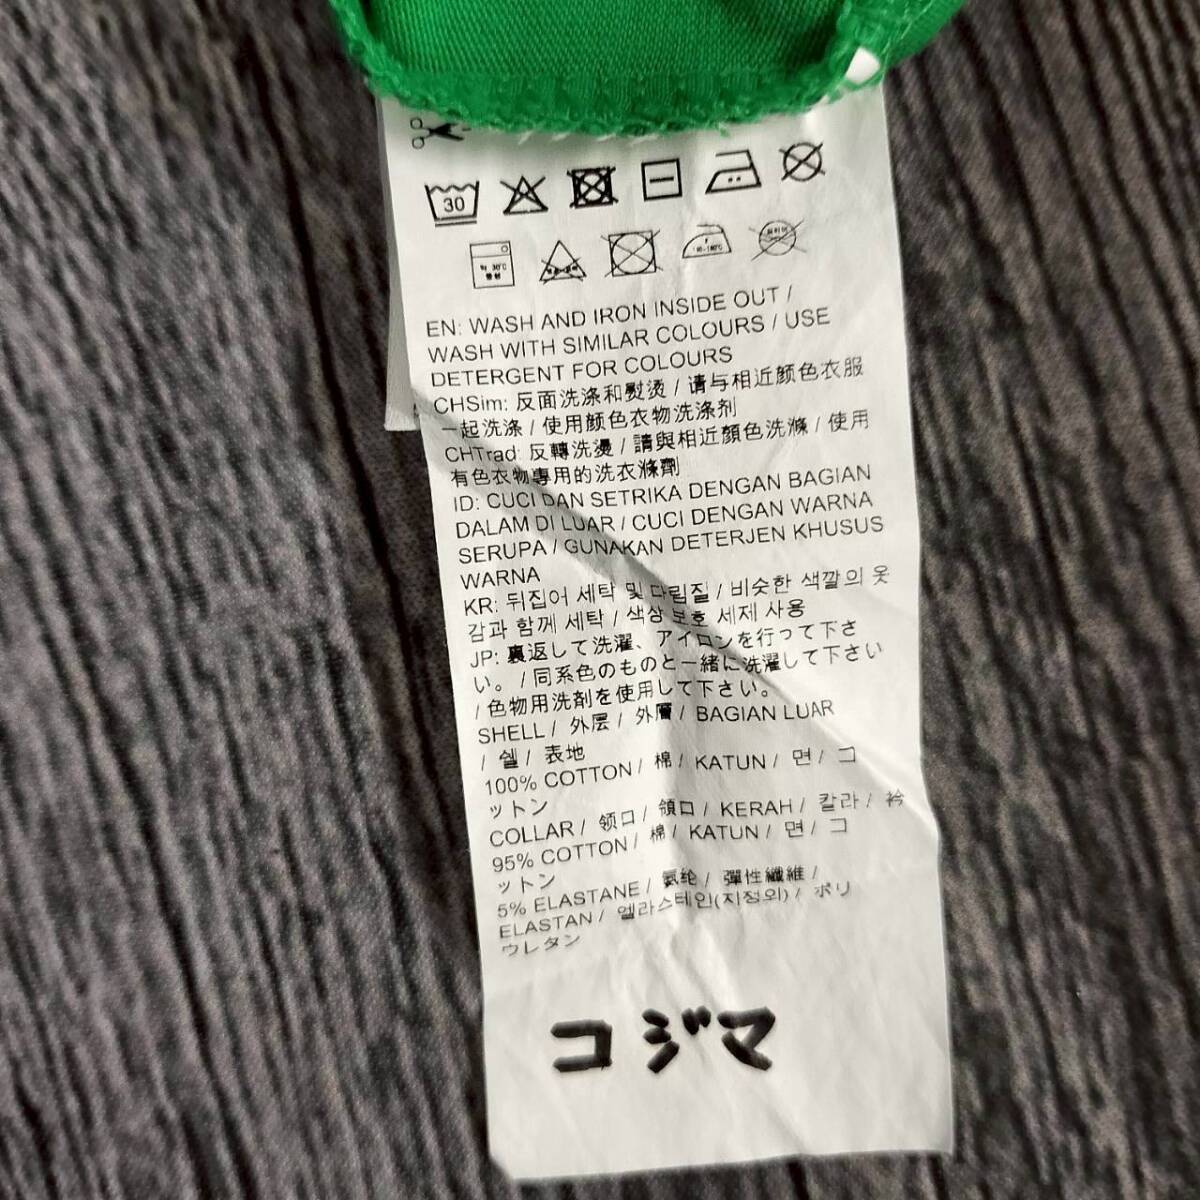 30
약 30℃
중성
EN: WASH AND IRON INSIDE OUT /
WASH WITH SIMILAR COLOURS / USE
DETERGENT FOR COLOURS
CHSim: 反面洗涤和熨烫 / 请与相近颜色衣服
一起洗涤 / 使用颜色衣物洗涤剂
CHTrad: 反轉洗燙 / 請與相近顏色洗滌 / 使用
有色衣物專用的洗衣滌劑
ID: CUCI DAN SETRIKA DENGAN BAGIAN
DALAM DI LUAR / CUCI DENGAN WARNA
SERUPA / GUNAKAN DETERJEN KHUSUS
WARNA
KR: 뒤집어 세탁 및 다림질 / 비슷한 색깔의 옷
감과 함께 세탁 / 색상 보호 세제 사용
JP: 裏返して洗濯、アイロンを行って下さ
い。 / 同系色のものと一緒に洗濯して下さい
/ 色物用洗剤を使用して下さい。
SHELL / 外层 / 外層 / BAGIAN LUAR
/ 쉘 / 表地
100% COTTON / 棉 / KATUN / 면 / コ
ットン
COLLAR / 领口 / 領口 / KERAH / 칼라 / 衿
95% COTTON / 棉 / KATUN / 면 / コ
ットン
5% ELASTANE / 氨纶 / 彈性纖維 /
ELASTAN / 엘라스테인(지정외) / ポリ
ウレタン
コジマ